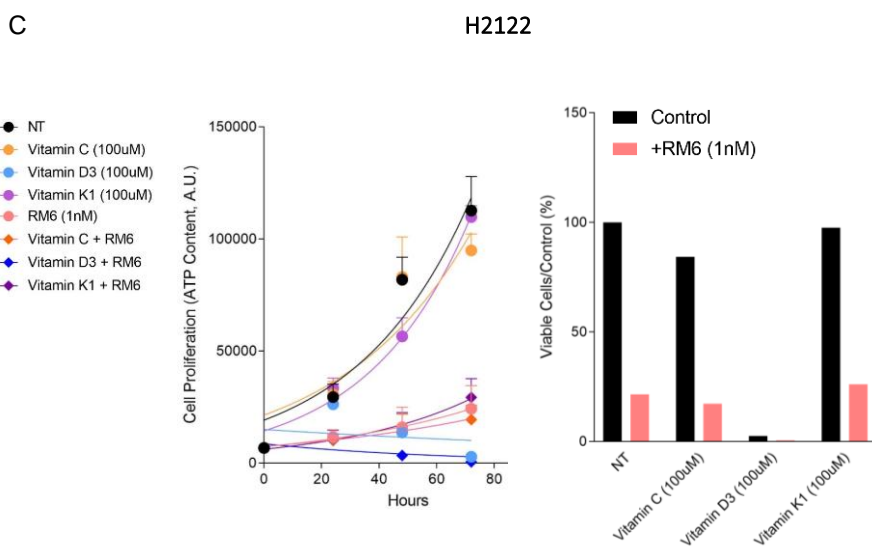 C
H2122
NT
Vitamin C (100uM)
Vitamin D3 (100uM)
Vitamin K1 (100uM)
RM6 (1nM)
Vitamin C + RM6
Vitamin D3 + RM6
Vitamin K1 + RM6
Cell Proliferation (ATP Content, A.U.)
150000
100000
50000
0
0
20
40
60
80
Hours
Control
+RM6 (1nM)
Viable Cells/Control (%)
150
100
50
0
NT
Vitamin C (100uM)
Vitamin D3 (100uM)
Vitamin K1 (100uM)